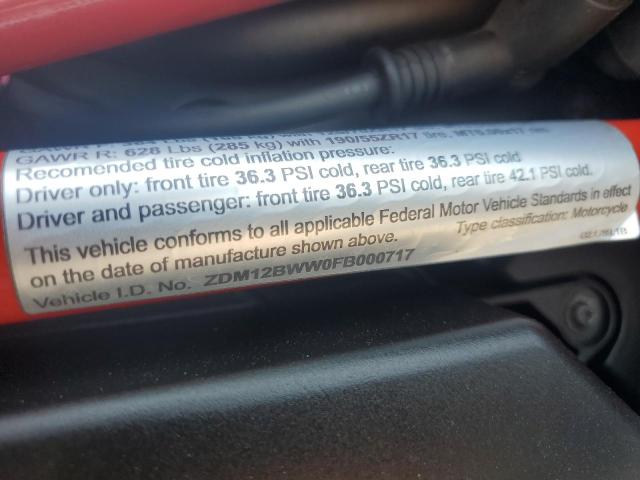 GAWR R: 628 Lbs (285 kg) with 190/55ZR17 tire, MT6.00x17 rim
Recomended tire cold inflation pressure:
Driver only: front tire 36.3 PSI cold, rear tire 36.3 PSI cold
Driver and passenger: front tire 36.3 PSI cold, rear tire 42.1 PSI cold.
This vehicle conforms to all applicable Federal Motor Vehicle Standards in effect
on the date of manufacture shown above. Type classification: Motorcycle
Vehicle I.D. No. ZDM12BWW0FB000717